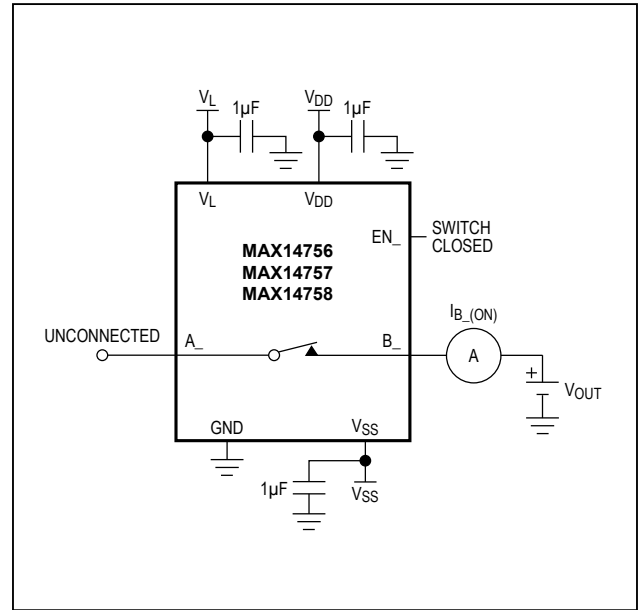 VL
1µF
VDD
1µF
VL
VDD
EN_
SWITCH
CLOSED
MAX14756
MAX14757
MAX14758
IB_(ON)
UNCONNECTED
A_
B_
A
+
VOUT
GND
VSS
1µF
VSS